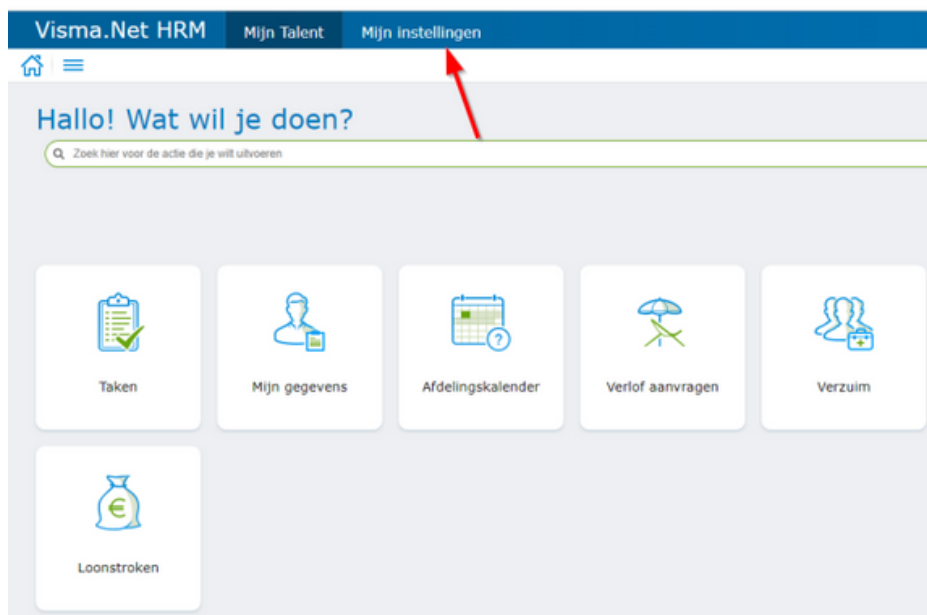 Visma.Net HRM Mijn Talent Mijn instellingen
Hallo! Wat wil je doen?
Zoek hier voor de actie die je wilt uitvoeren
?
Taken Mijn gegevens Afdelingskalender Verlof aanvragen Verzuim
€
Loonstroken